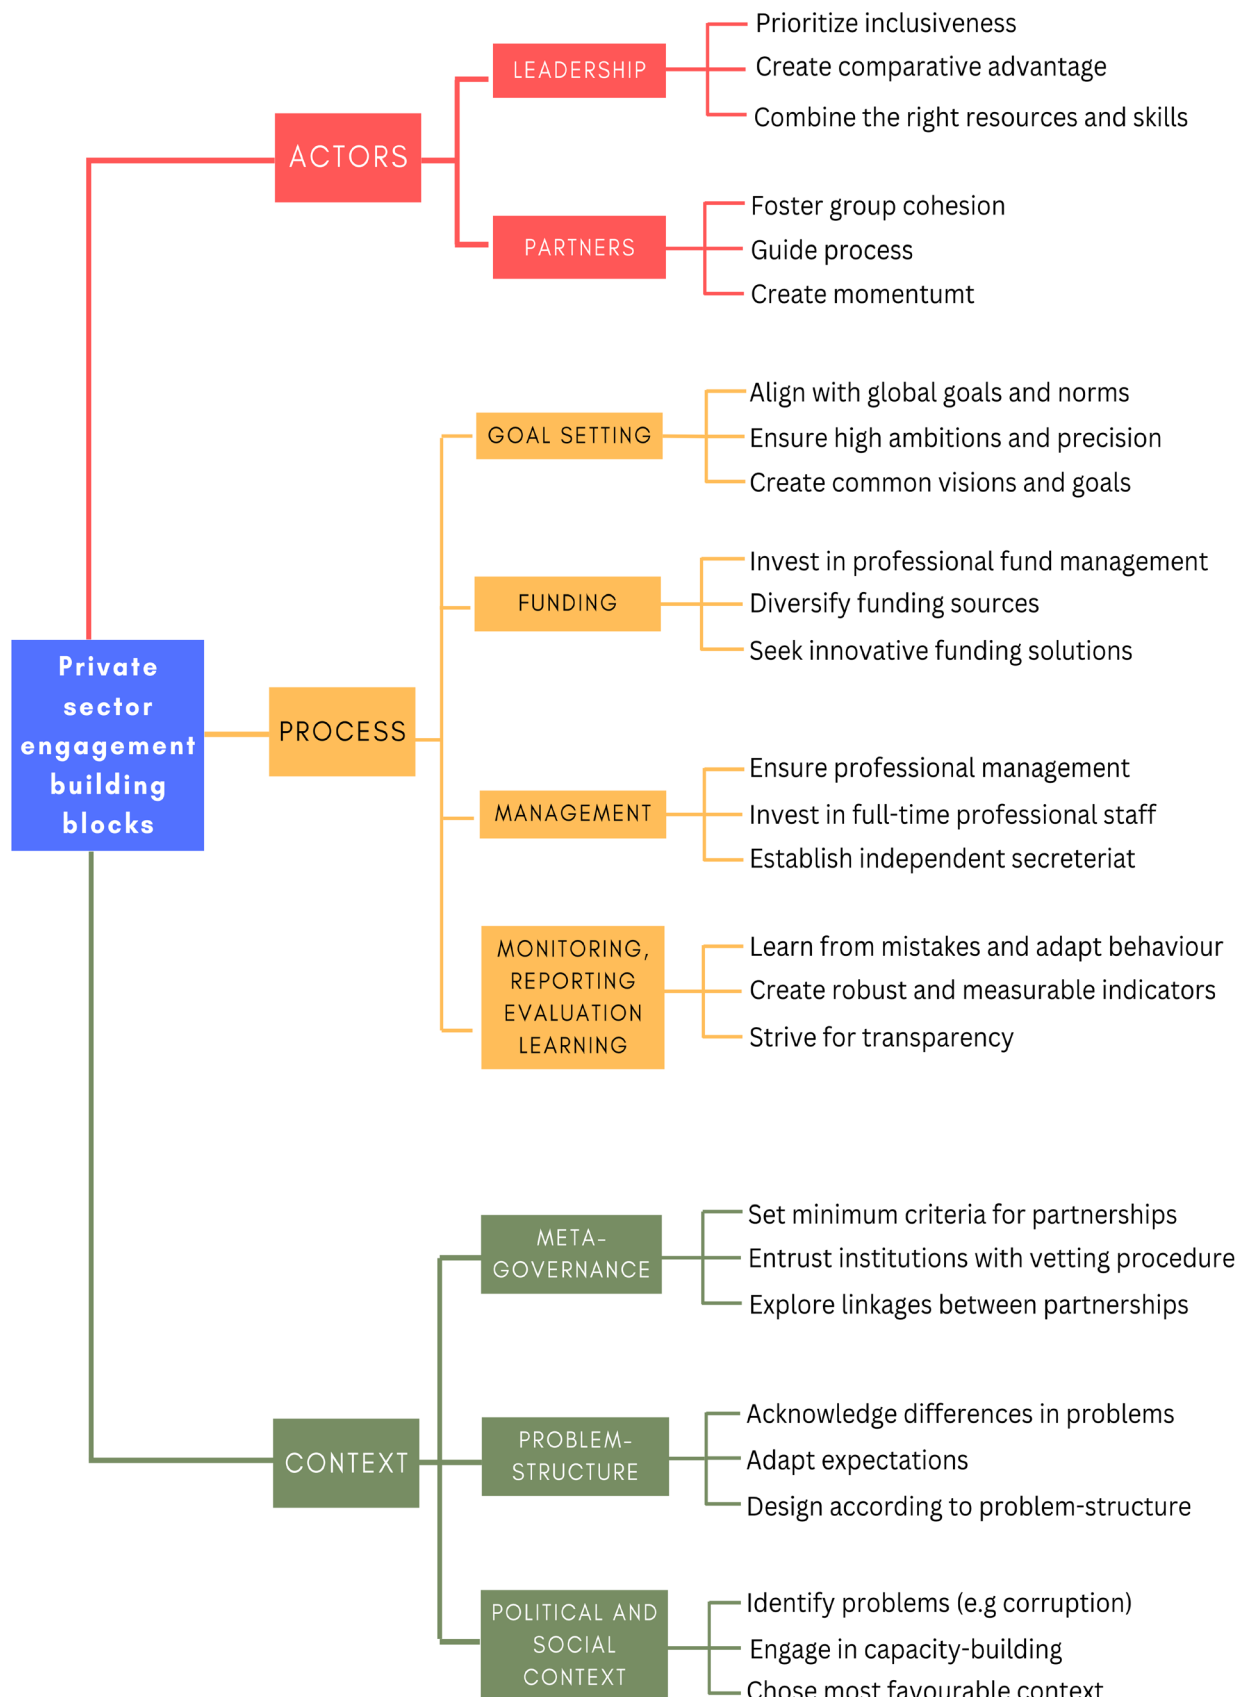 Private
sector
engagement
building
blocks
ACTORS
LEADERSHIP
Prioritize inclusiveness
Create comparative advantage
Combine the right resources and skills
PARTNERS
Foster group cohesion
Guide process
Create momentumt
PROCESS
GOAL SETTING
Align with global goals and norms
Ensure high ambitions and precision
Create common visions and goals
FUNDING
Invest in professional fund management
Diversify funding sources
Seek innovative funding solutions
MANAGEMENT
Ensure professional management
Invest in full-time professional staff
Establish independent secreteriat
MONITORING,
REPORTING
EVALUATION
LEARNING
Learn from mistakes and adapt behaviour
Create robust and measurable indicators
Strive for transparency
CONTEXT
META-
GOVERNANCE
Set minimum criteria for partnerships
Entrust institutions with vetting procedure
Explore linkages between partnerships
PROBLEM-
STRUCTURE
Acknowledge differences in problems
Adapt expectations
Design according to problem-structure
POLITICAL AND
SOCIAL
CONTEXT
Identify problems (e.g corruption)
Engage in capacity-building
Chose most favourable context